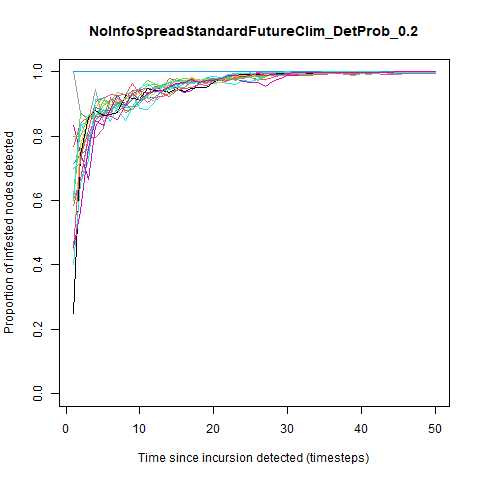 NoInfoSpreadStandardFutureClim_DetProb_0.2
Proportion of infested nodes detected
1.0
0.8
0.6
0.4
0.2
0.0
0 10 20 30 40 50
Time since incursion detected (timesteps)